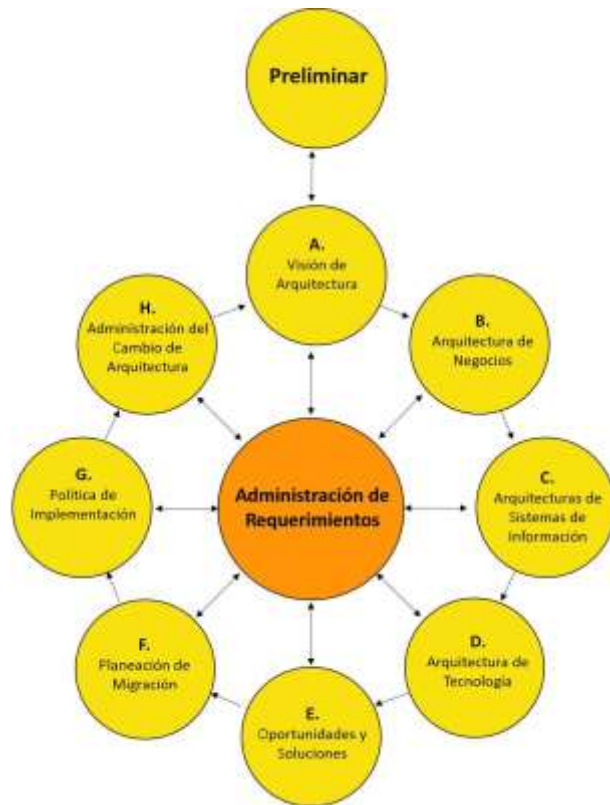 Preliminar
A.
Visión de
Arquitectura
B.
Arquitectura de
Negocios
C.
Arquitecturas de
Sistemas de
Información
D.
Arquitectura de
Tecnología
E.
Oportunidades y
Soluciones
F.
Planeación de
Migración
G.
Política de
Implementación
H.
Administración del
Cambio de
Arquitectura
Administración de
Requerimientos